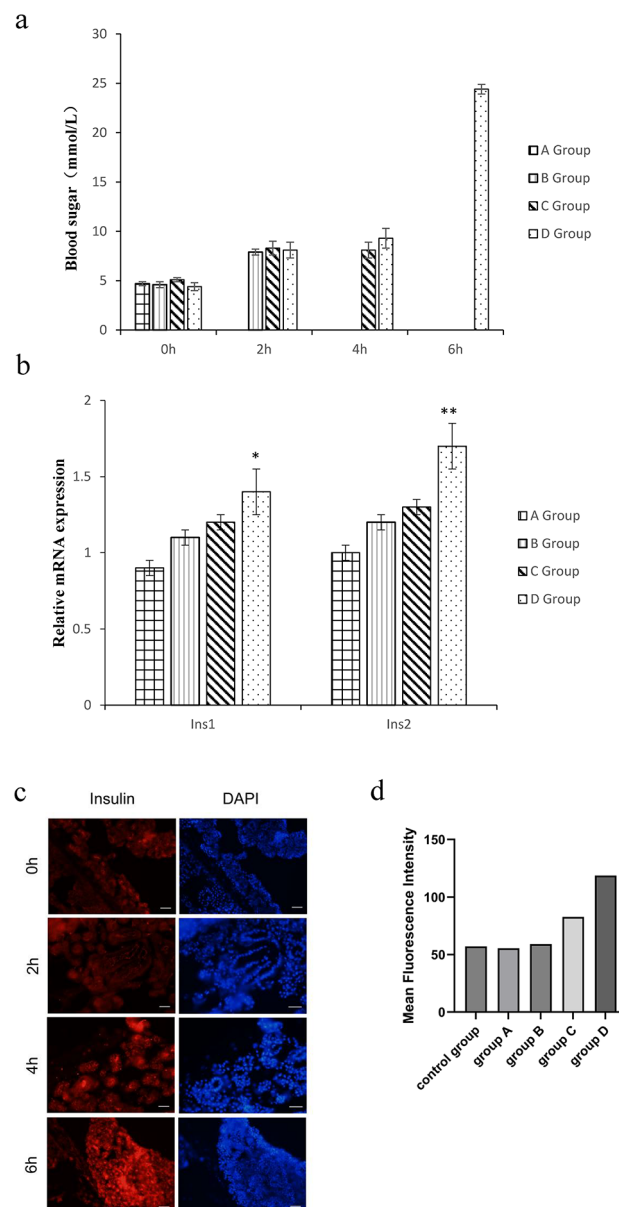 a
Blood sugar（mmol/L）
30
25
20
15
10
5
0
0h
2h
4h
6h
A Group
B Group
C Group
D Group
b
Relative mRNA expression
2
1.5
1
0.5
0
*
**
Ins1
Ins2
A Group
B Group
C Group
D Group
c
Insulin
DAPI
0h
2h
4h
6h
d
Mean Fluorescence Intensity
150
100
50
0
control group
group A
group B
group C
group D